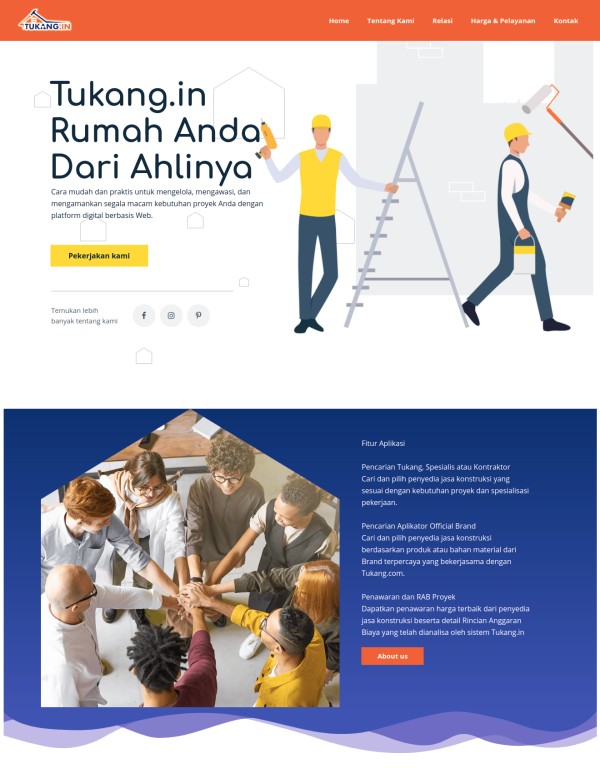 TUKANG.IN
Home Tentang Kami Relasi Harga & Pelayanan Kontak
Tukang.in
Rumah Anda
Dari Ahlinya
Cara mudah dan praktis untuk mengelola, mengawasi, dan
mengamankan segala macam kebutuhan proyek Anda dengan
platform digital berbasis Web.
Pekerjakan kami
Temukan lebih
banyak tentang kami
Fitur Aplikasi
Pencarian Tukang, Spesialis atau Kontraktor
Cari dan pilih penyedia jasa konstruksi yang
sesuai dengan kebutuhan proyek dan spesialisasi
pekerjaan.
Pencarian Aplikator Official Brand
Cari dan pilih penyedia jasa konstruksi
berdasarkan produk atau bahan material dari
Brand terpercaya yang bekerjasama dengan
Tukang.com.
Penawaran dan RAB Proyek
Dapatkan penawaran harga terbaik dari penyedia
jasa konstruksi beserta detail Rincian Anggaran
Biaya yang telah dianalisa oleh sistem Tukang.in
About us